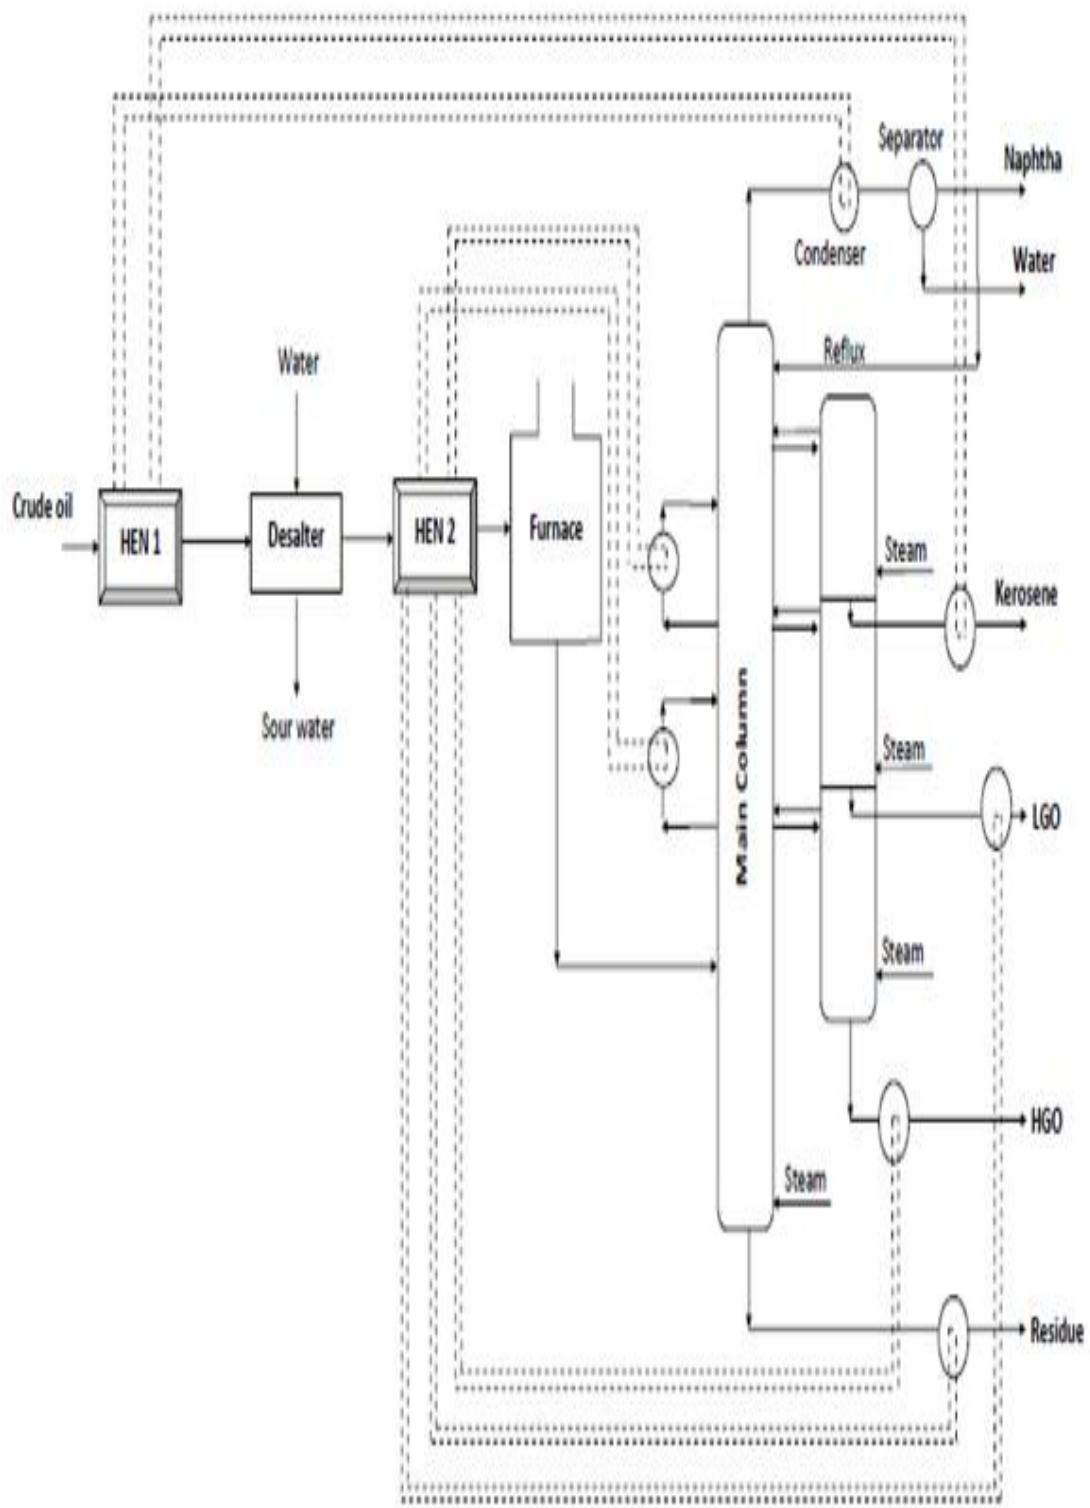 Separator
Naphtha
Condenser
Water
Reflux
Water
Crude oil
HEN 1
Desalter
HEN 2
Furnace
Steam
Kerosene
Sour water
Main Column
Steam
LGO
Steam
HGO
Steam
Residue